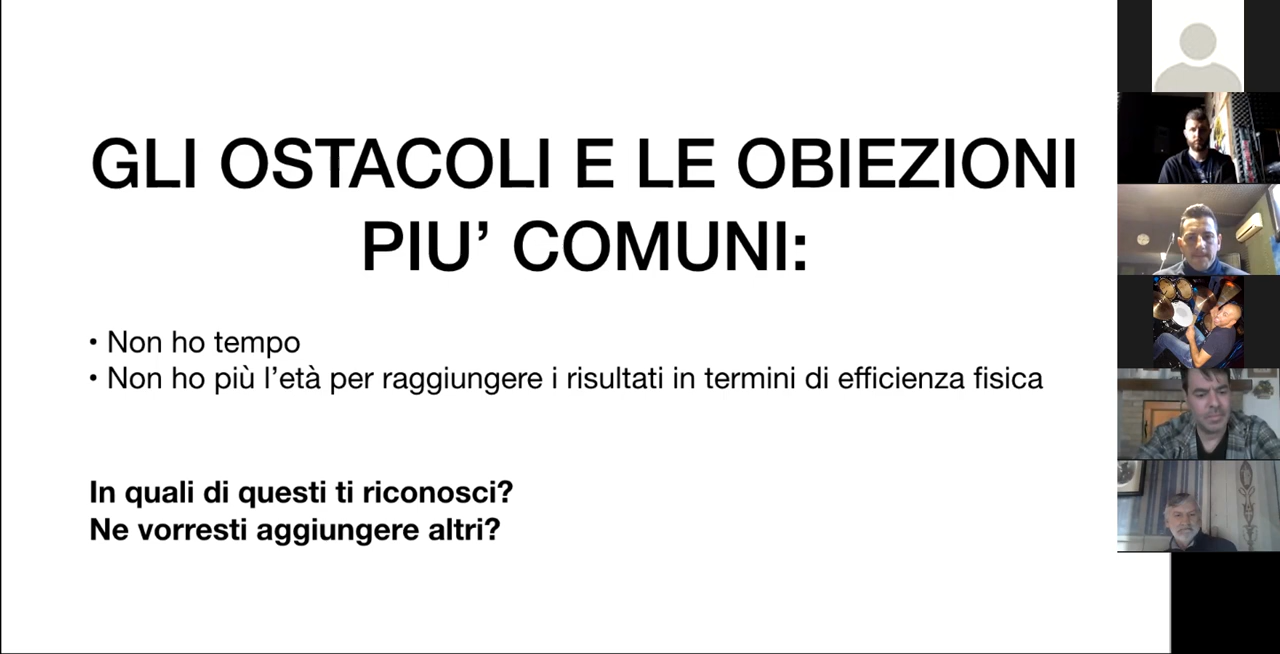 GLI OSTACOLI E LE OBIEZIONI
PIU’ COMUNI:
• Non ho tempo
• Non ho più l’età per raggiungere i risultati in termini di efficienza fisica
In quali di questi ti riconosci?
Ne vorresti aggiungere altri?